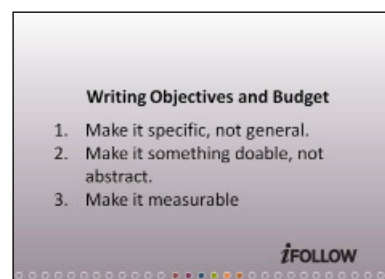 Writing Objectives and Budget
1. Make it specific, not general.
2. Make it something doable, not
abstract.
3. Make it measurable
iFOLLOW